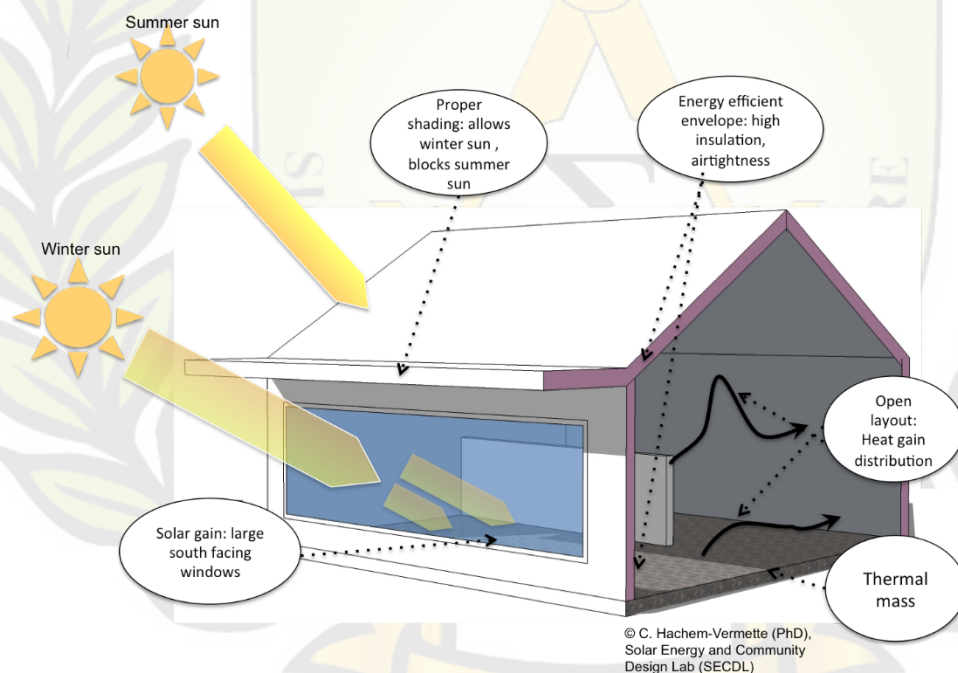 Summer sun
Proper
shading: allows
winter sun ,
blocks summer
sun
Energy efficient
envelope: high
insulation,
airtightness
Winter sun
Open
layout:
Heat gain
distribution
Solar gain: large
south facing
windows
Thermal
mass
© C. Hachem-Vermette (PhD),
Solar Energy and Community
Design Lab (SECDL)